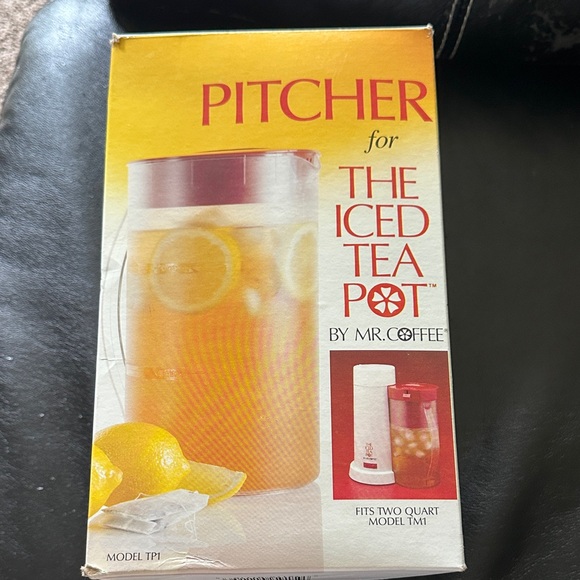 PITCHER
for
THE
ICED
TEA
POT™
BY MR. COFFEE®
FITS TWO QUART
MODEL TM1
MODEL TP1